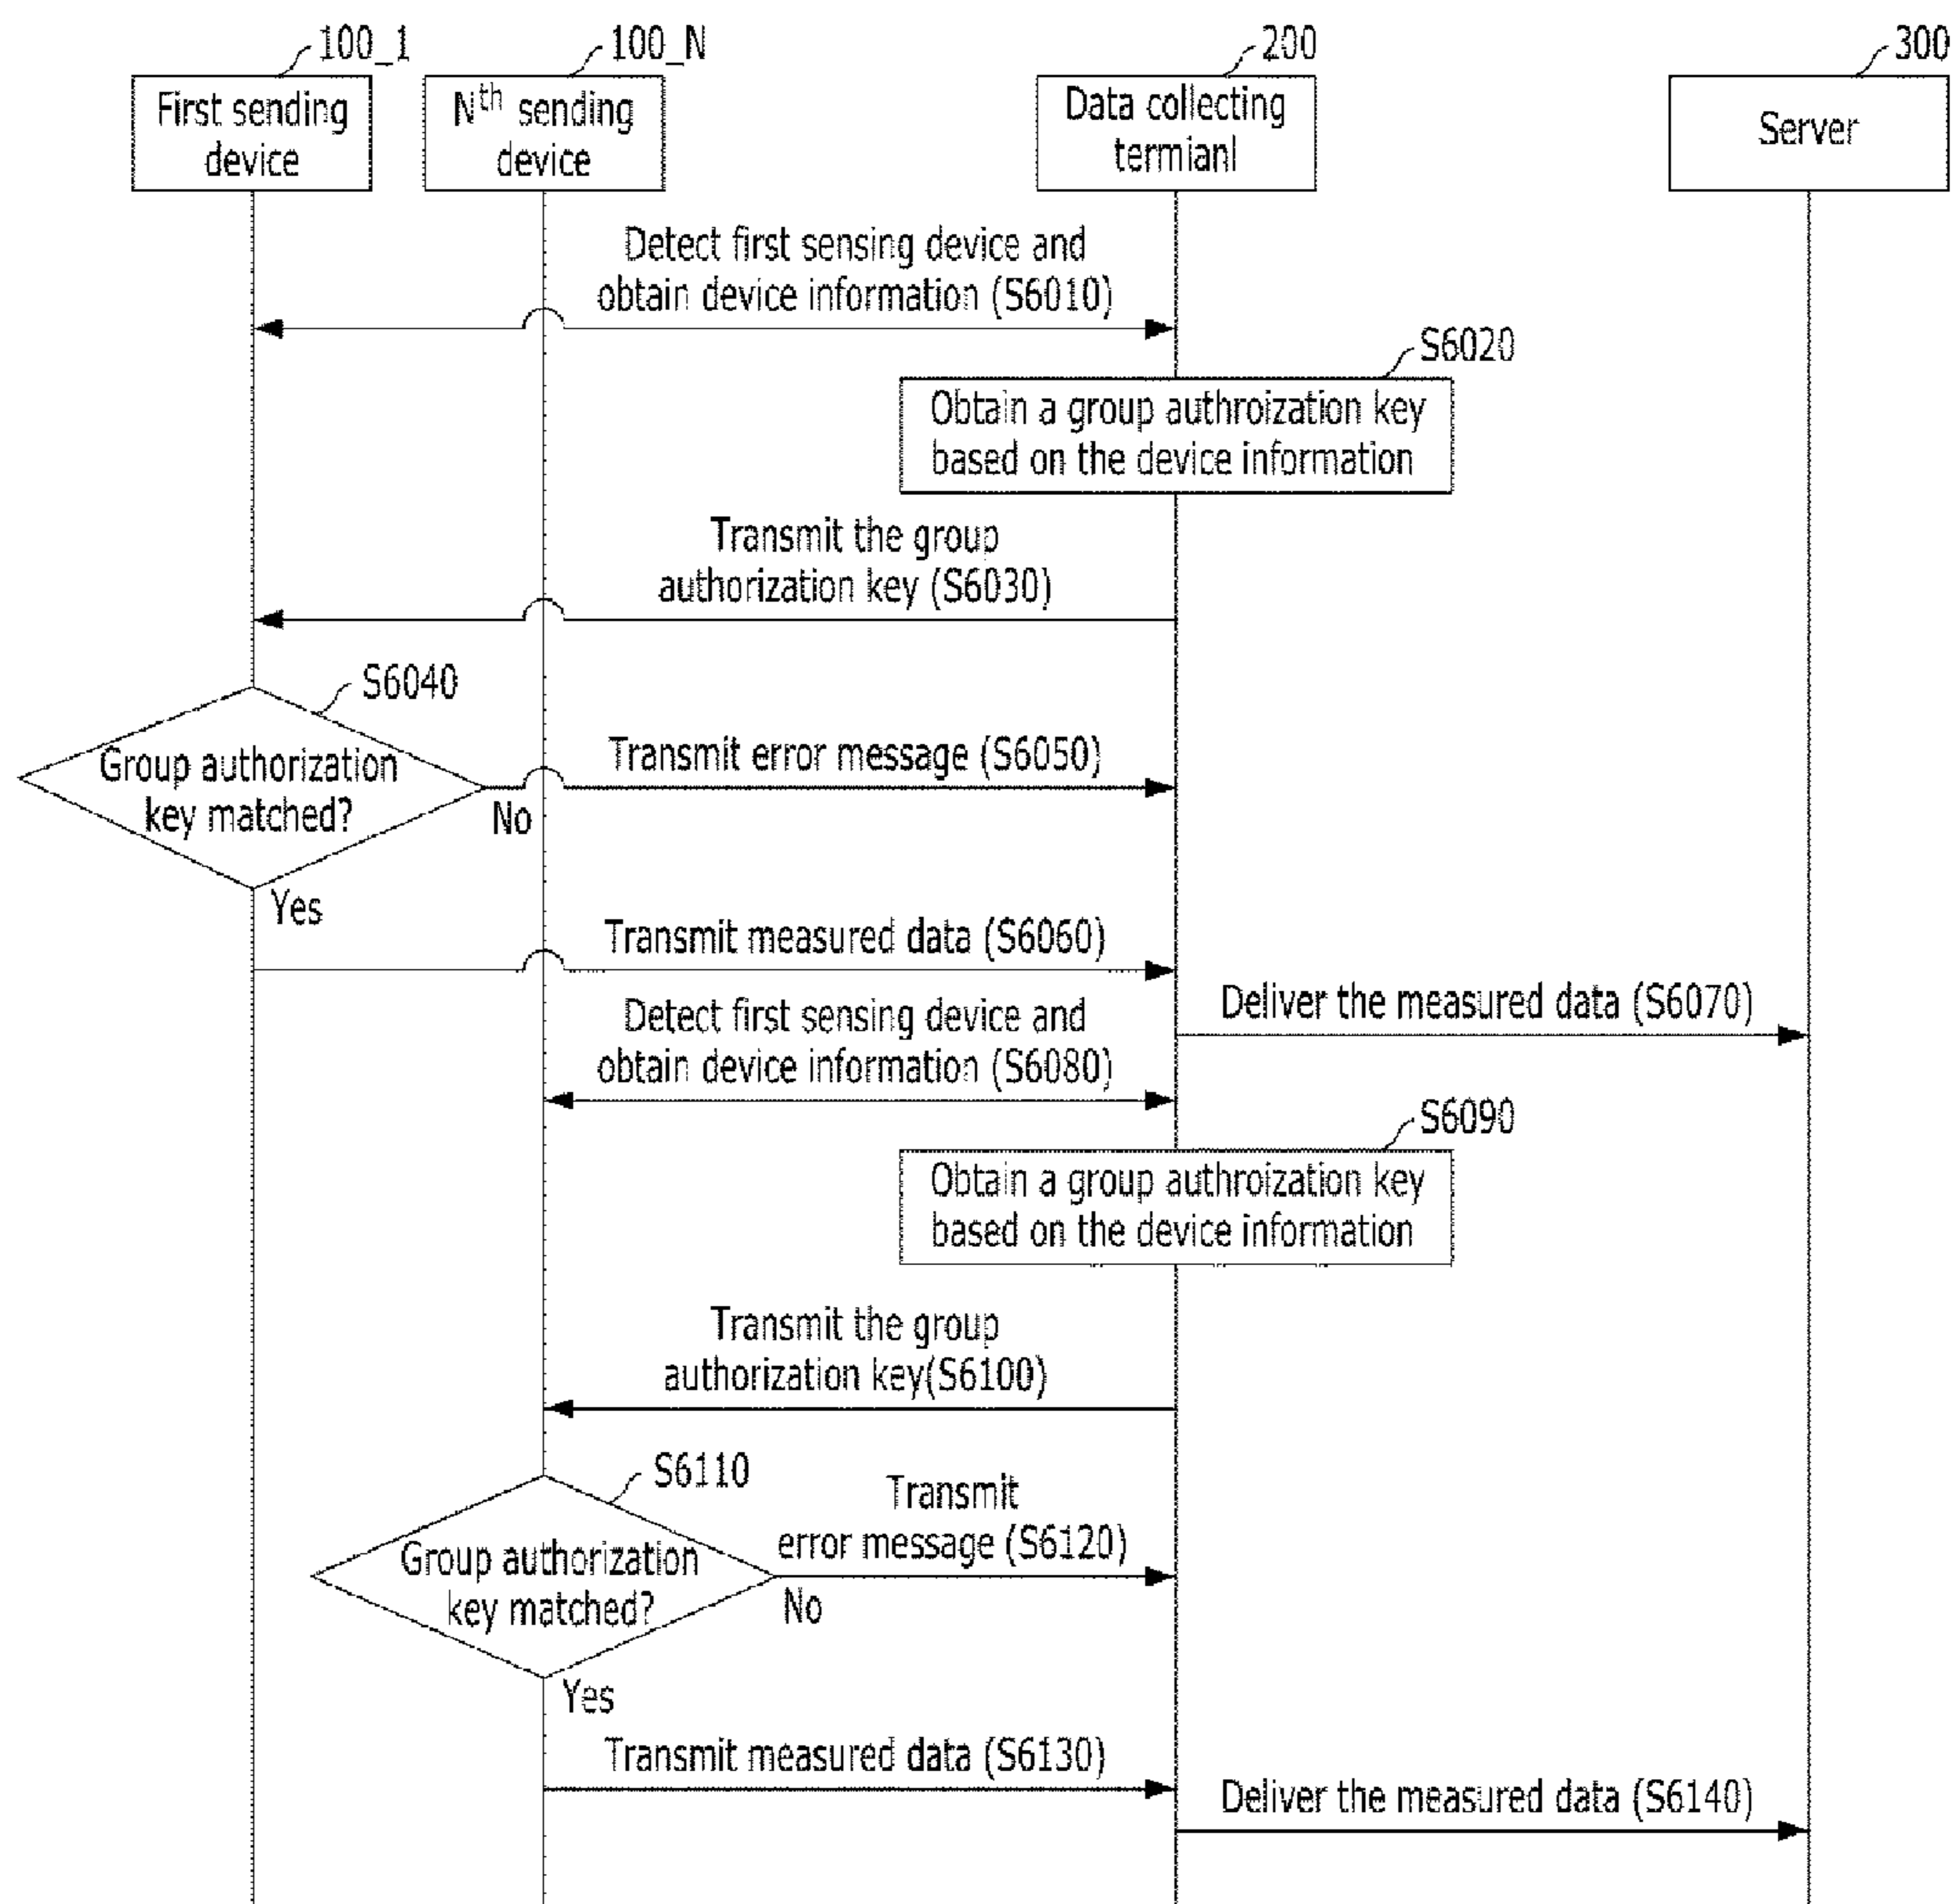 100_1
100_N
200
300
First sending
device
Nth sending
device
Data collecting
termianl
Server
Detect first sensing device and
obtain device information (S6010)
S6020
Obtain a group authroization key
based on the device information
Transmit the group
authorization key (S6030)
S6040
Group authorization
key matched?
Transmit error message (S6050)
No
Yes
Transmit measured data (S6060)
Deliver the measured data (S6070)
Detect first sensing device and
obtain device information (S6080)
S6090
Obtain a group authroization key
based on the device information
Transmit the group
authorization key(S6100)
S6110
Group authorization
key matched?
Transmit
error message (S6120)
No
Yes
Transmit measured data (S6130)
Deliver the measured data (S6140)